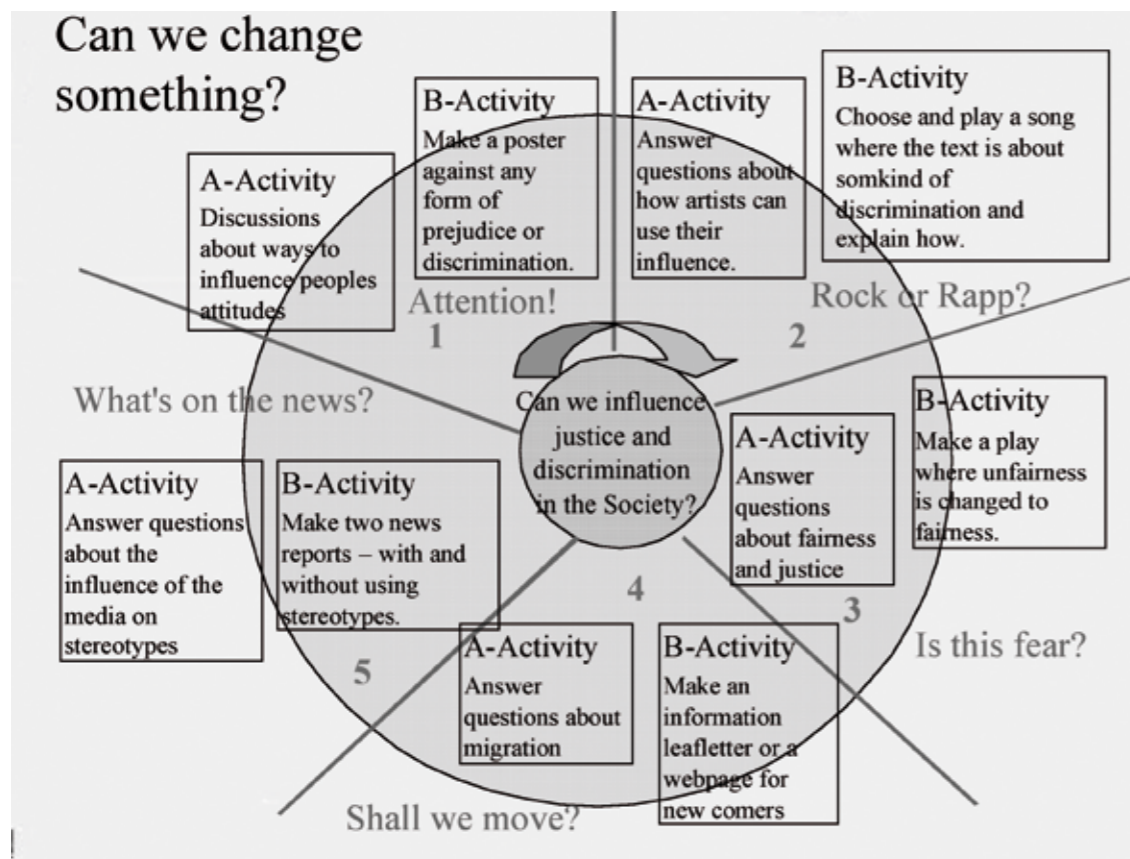 Can we change
something?
A-Activity
Discussions
about ways to
influence peoples
attitudes
B-Activity
Make a poster
against any
form of
prejudice or
discrimination.
Attention!
1
A-Activity
Answer
questions about
how artists can
use their
influence.
B-Activity
Choose and play a song
where the text is about
somkind of
discrimination and
explain how.
Rock or Rapp?
2
Can we influence
justice and
discrimination
in the Society?
A-Activity
Answer
questions
about fairness
and justice
B-Activity
Make a play
where unfairness
is changed to
fairness.
3
Is this fear?
4
A-Activity
Answer
questions about
migration
B-Activity
Make an
information
leafletter or a
webpage for
new comers
Shall we move?
What's on the news?
A-Activity
Answer questions
about the
influence of the
media on
stereotypes
B-Activity
Make two news
reports – with and
without using
stereotypes.
5